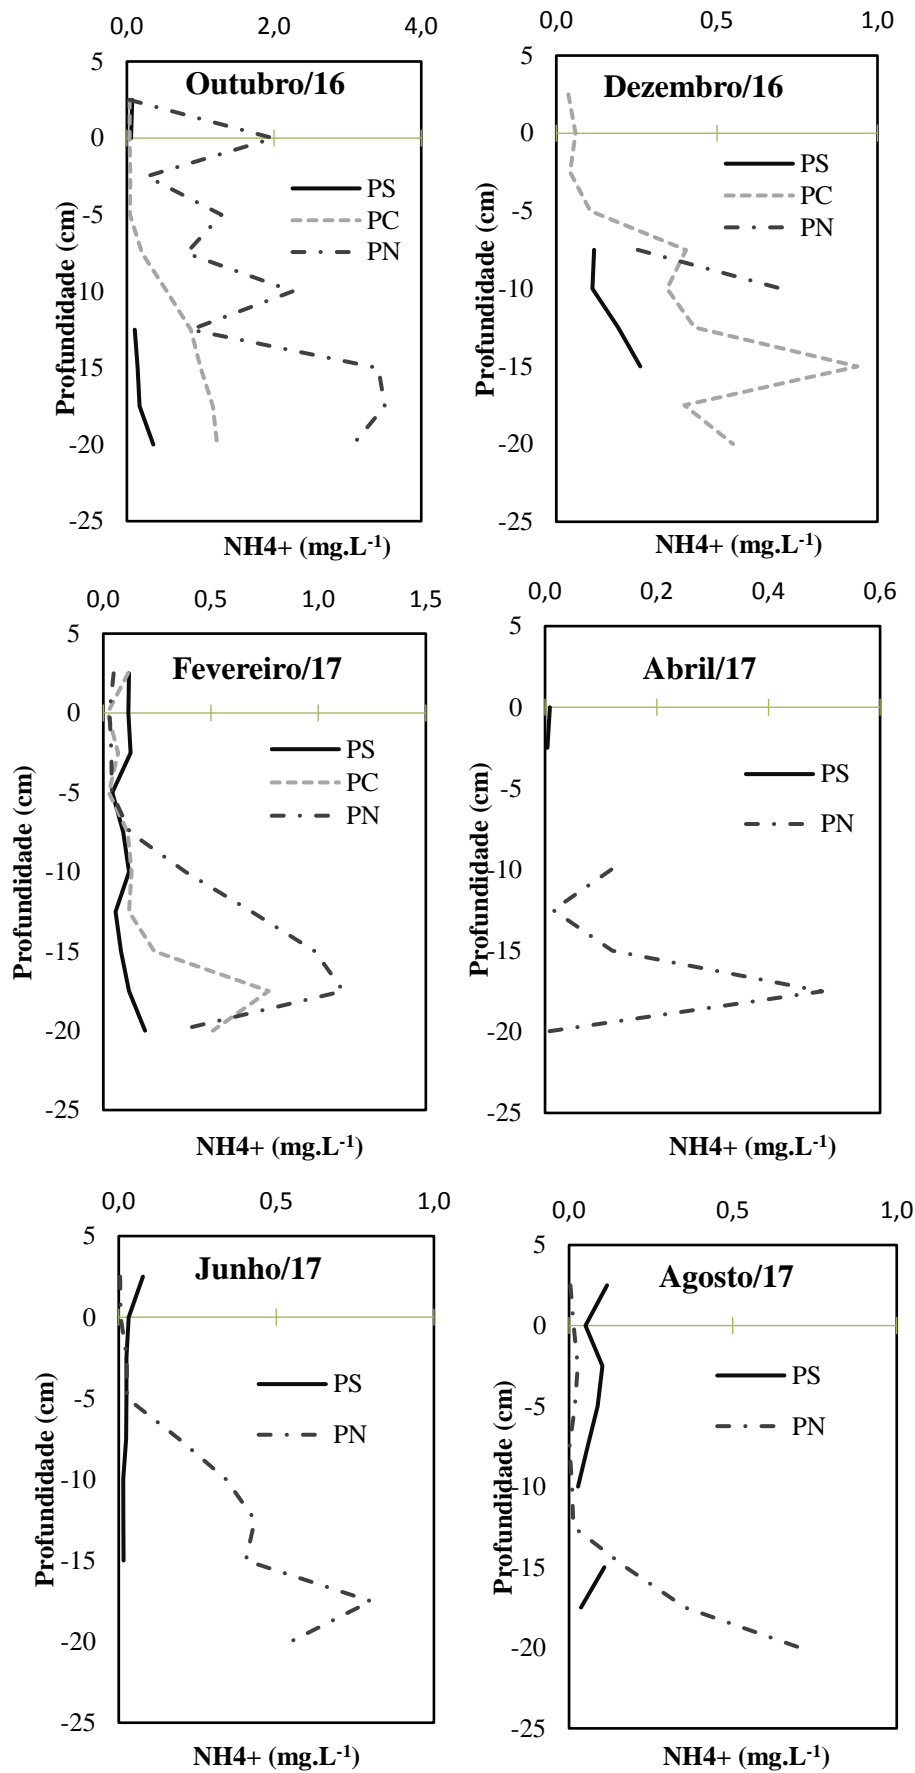 0,0 2,0 4,0
5
0
-5
-10
-15
-20
-25
Profundidade (cm)
Outubro/16
PS
PC
PN
NH4+ (mg.L-1)
0,0 0,5 1,0
5
0
-5
-10
-15
-20
-25
Profundidade (cm)
Dezembro/16
PS
PC
PN
NH4+ (mg.L-1)
0,0 0,5 1,0 1,5
5
0
-5
-10
-15
-20
-25
Profundidade (cm)
Fevereiro/17
PS
PC
PN
NH4+ (mg.L-1)
0,0 0,2 0,4 0,6
5
0
-5
-10
-15
-20
-25
Profundidade (cm)
Abril/17
PS
PN
NH4+ (mg.L-1)
0,0 0,5 1,0
5
0
-5
-10
-15
-20
-25
Profundidade (cm)
Junho/17
PS
PN
NH4+ (mg.L-1)
0,0 0,5 1,0
5
0
-5
-10
-15
-20
-25
Profundidade (cm)
Agosto/17
PS
PN
NH4+ (mg.L-1)